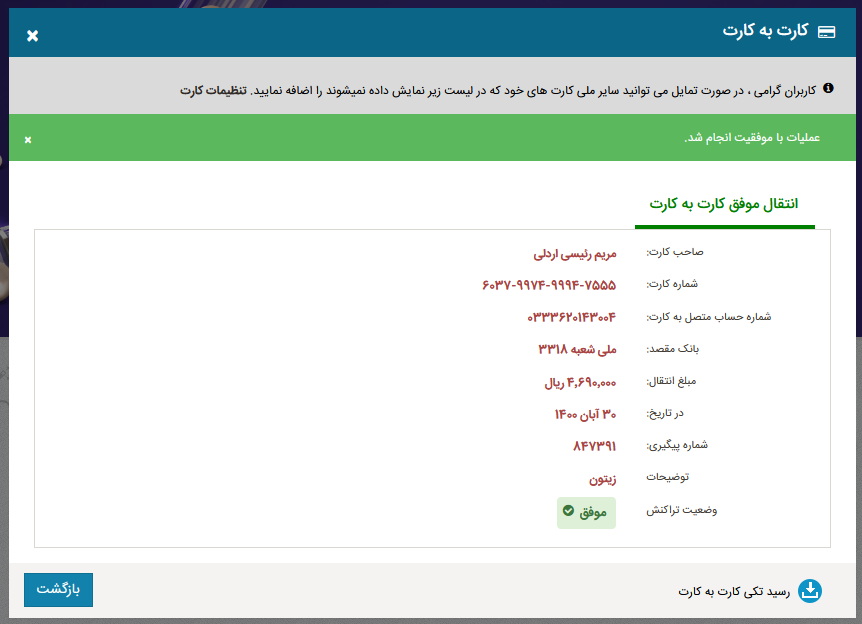 کارت به کارت
کاربران گرامی ، در صورت تمایل می توانید سایر ملی کارت های خود که در لیست زیر نمایش داده نمیشوند را اضافه نمایید. تنظیمات کارت
عملیات با موفقیت انجام شد.
انتقال موفق کارت به کارت
صاحب کارت: مریم رئیسی اردلی
شماره کارت: ۶۰۳۷-۹۹۷۴-۹۹۹۴-۷۵۵۵
شماره حساب متصل به کارت: ۰۳۳۳۶۲۰۱۴۳۰۰۴
بانک مقصد: ملی شعبه ۳۳۱۸
مبلغ انتقال: ۴,۶۹۰,۰۰۰ ریال
در تاریخ: ۳۰ آبان ۱۴۰۰
شماره پیگیری: ۸۴۷۳۹۱
توضیحات زیتون
وضعیت تراکنش موفق
رسید تکی کارت به کارت
بازگشت